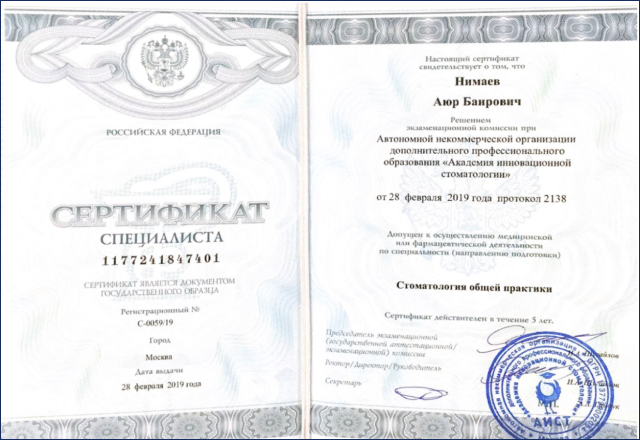 РОССИЙСКАЯ ФЕДЕРАЦИЯ
СЕРТИФИКАТ
СПЕЦИАЛИСТА
1177241847401
СЕРТИФИКАТ ЯВЛЯЕТСЯ ДОКУМЕНТОМ
ГОСУДАРСТВЕННОГО ОБРАЗЦА
Регистрационный №
С-0059/19
Город
Москва
Дата выдачи
28 февраля 2019 года
Настоящий сертификат
свидетельствует о том, что
Нимаев
Аюр Баирович
Решением
экзаменационной комиссии при
Автономной некоммерческой организации
дополнительного профессионального
образования «Академия инновационной
стоматологии»
от 28 февраля 2019 года протокол 2138
Допущен к осуществлению медицинской
или фармацевтической деятельности
по специальности (направлению подготовки)
Стоматология общей практики
Сертификат действителен в течение 5 лет.
Председатель экзаменационной
(государственной аттестационной/
экзаменационной) комиссии
Ректор/Директор/Руководитель
Секретарь
АИСТ